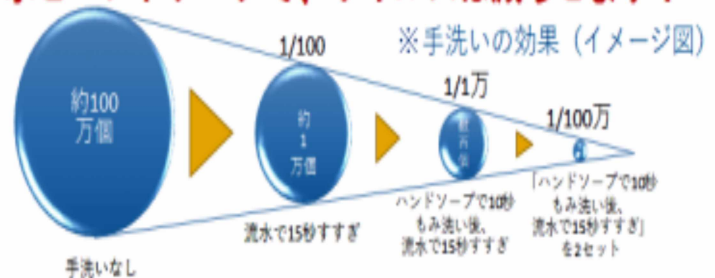 1/100
※手洗いの効果（イメージ図）
1/1万
1/100万
約100
万個
約
1
万個
数百個
手洗いなし
流水で15秒すすぎ
ハンドソープで10秒
もみ洗い後、
流水で15秒すすぎ
「ハンドソープで10秒
もみ洗い後、
流水で15秒すすぎ」
を2セット